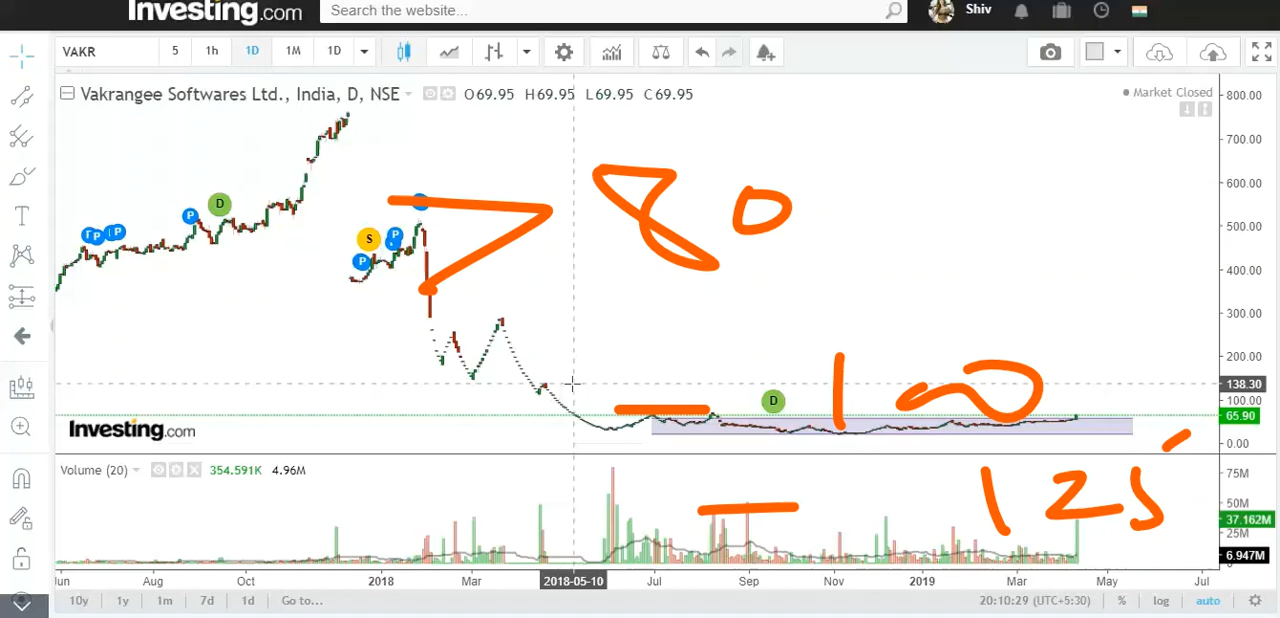 Investing.com
Search the website...
Shiv
VAKR 5 1h 1D 1M 1D
Vakrangee Softwares Ltd., India, D, NSE O69.95 H69.95 L69.95 C69.95
Market Closed
800.00
700.00
600.00
500.00
400.00
300.00
200.00
138.30
100.00
65.90
0.00
P P P P D S P P
80
D
100
Investing.com
Volume (20) 354.591K 4.96M
75M
50M
37.162M
25M
6.947M
125
Jun Aug Oct 2018 Mar 2018-05-10 Jul Sep Nov 2019 Mar May Jul
10y 1y 1m 7d 1d Go to... 20:10:29 (UTC+5:30) % log auto